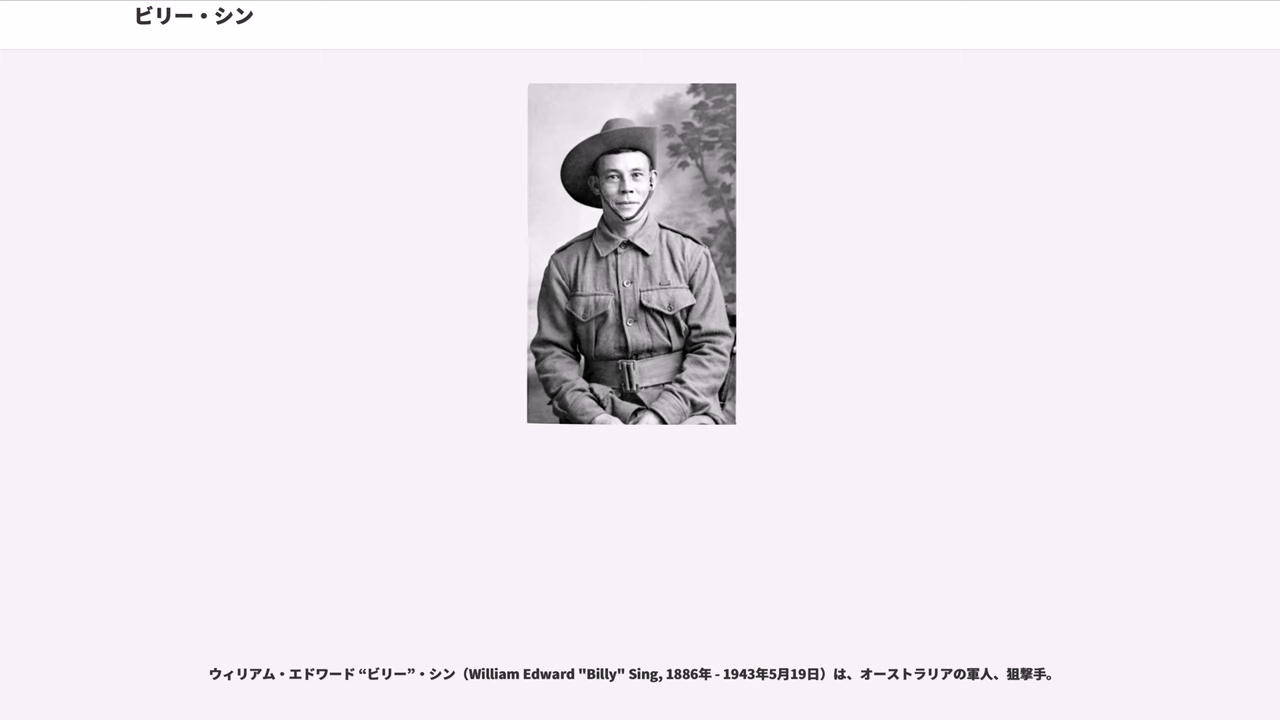 ビリー・シン
ウィリアム・エドワード “ビリー”・シン（William Edward "Billy" Sing, 1886年 - 1943年5月19日）は、オーストラリアの軍人、狙撃手。